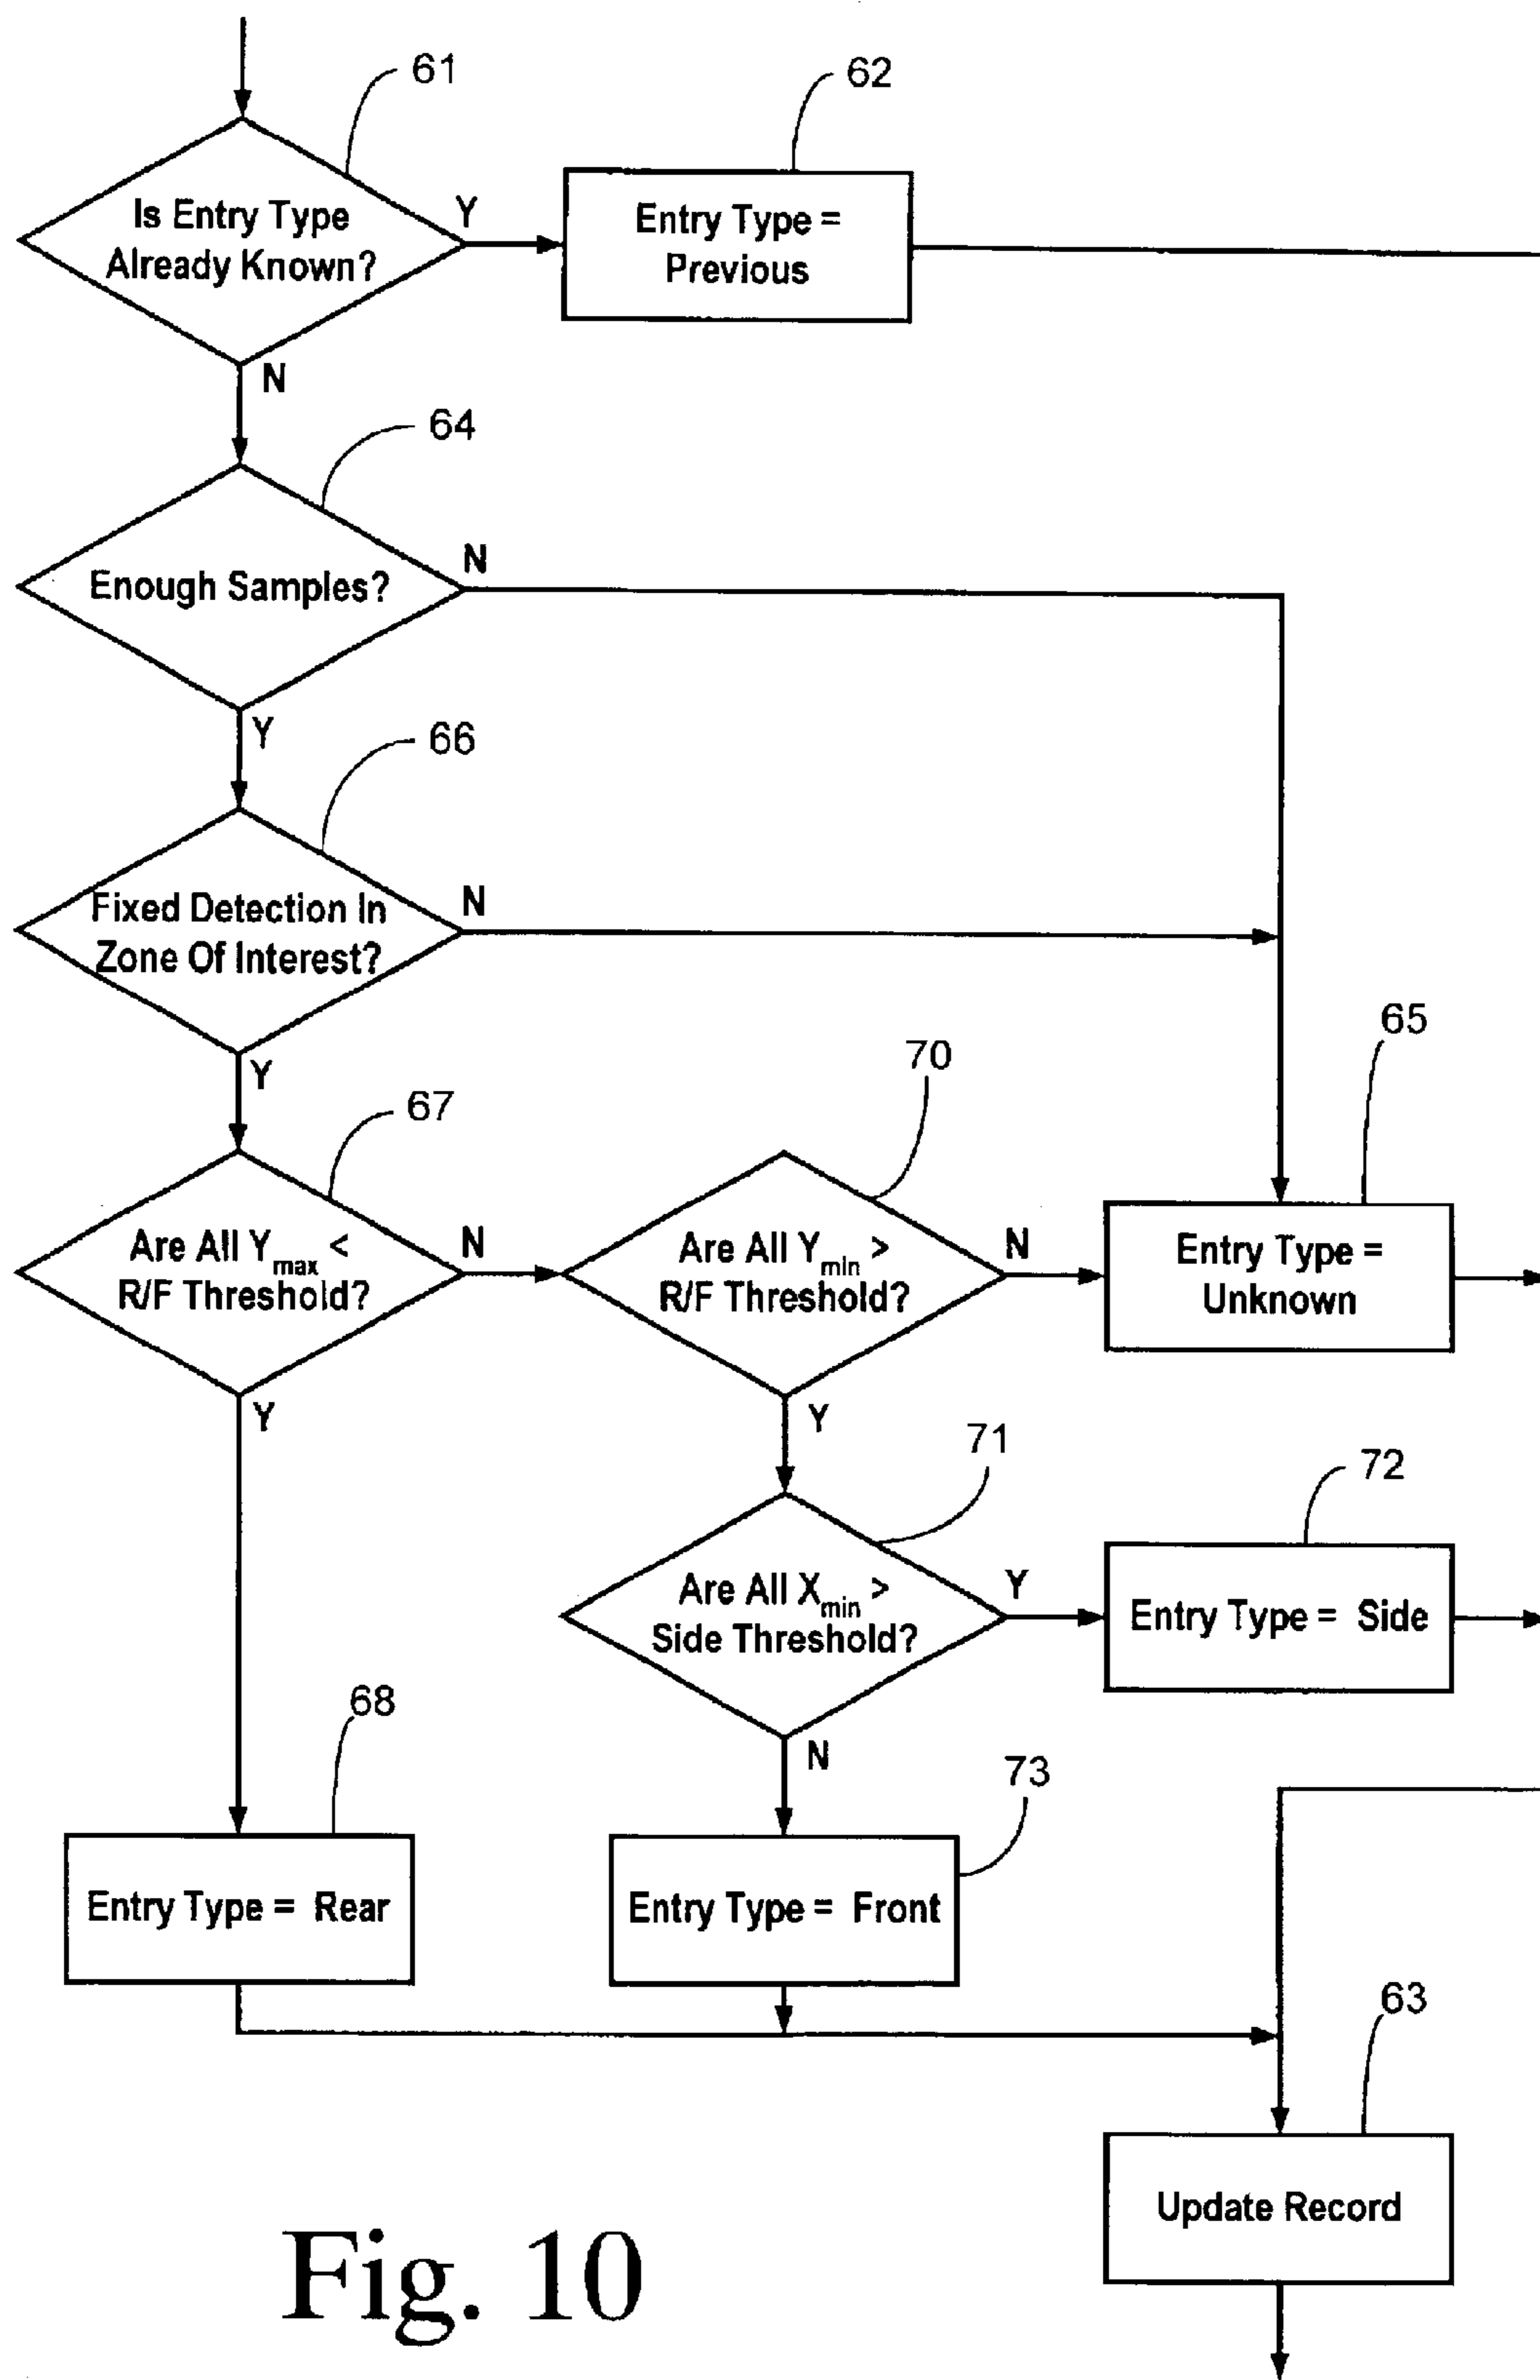 61
62
Is Entry Type
Already Known?
Y
Entry Type =
Previous
N
64
Enough Samples?
N
Y
66
Fixed Detection In
Zone Of Interest?
N
Y
65
70
67
Are All Ymax <
R/F Threshold?
N
Are All Ymin >
R/F Threshold?
N
Entry Type =
Unknown
Y
Y
71
72
Are All Xmin >
Side Threshold?
Y
Entry Type = Side
68
N
73
Entry Type = Rear
Entry Type = Front
63
Update Record
Fig. 10